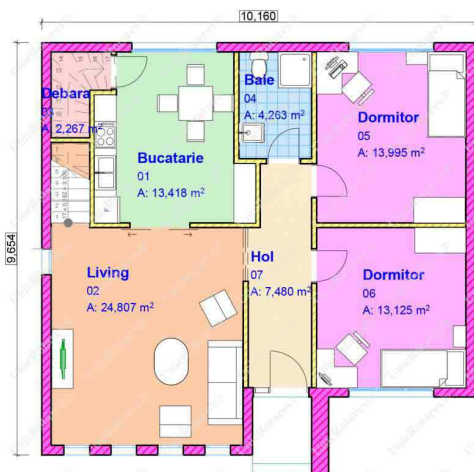 10,160
9,654
Debara
03
A: 2,267 m²
Baie
04
A: 4,263 m²
Dormitor
05
A: 13,995 m²
Bucatarie
01
A: 13,418 m²
F
Living
02
A: 24,807 m²
Hol
07
A: 7,480 m²
Dormitor
06
A: 13,125 m²